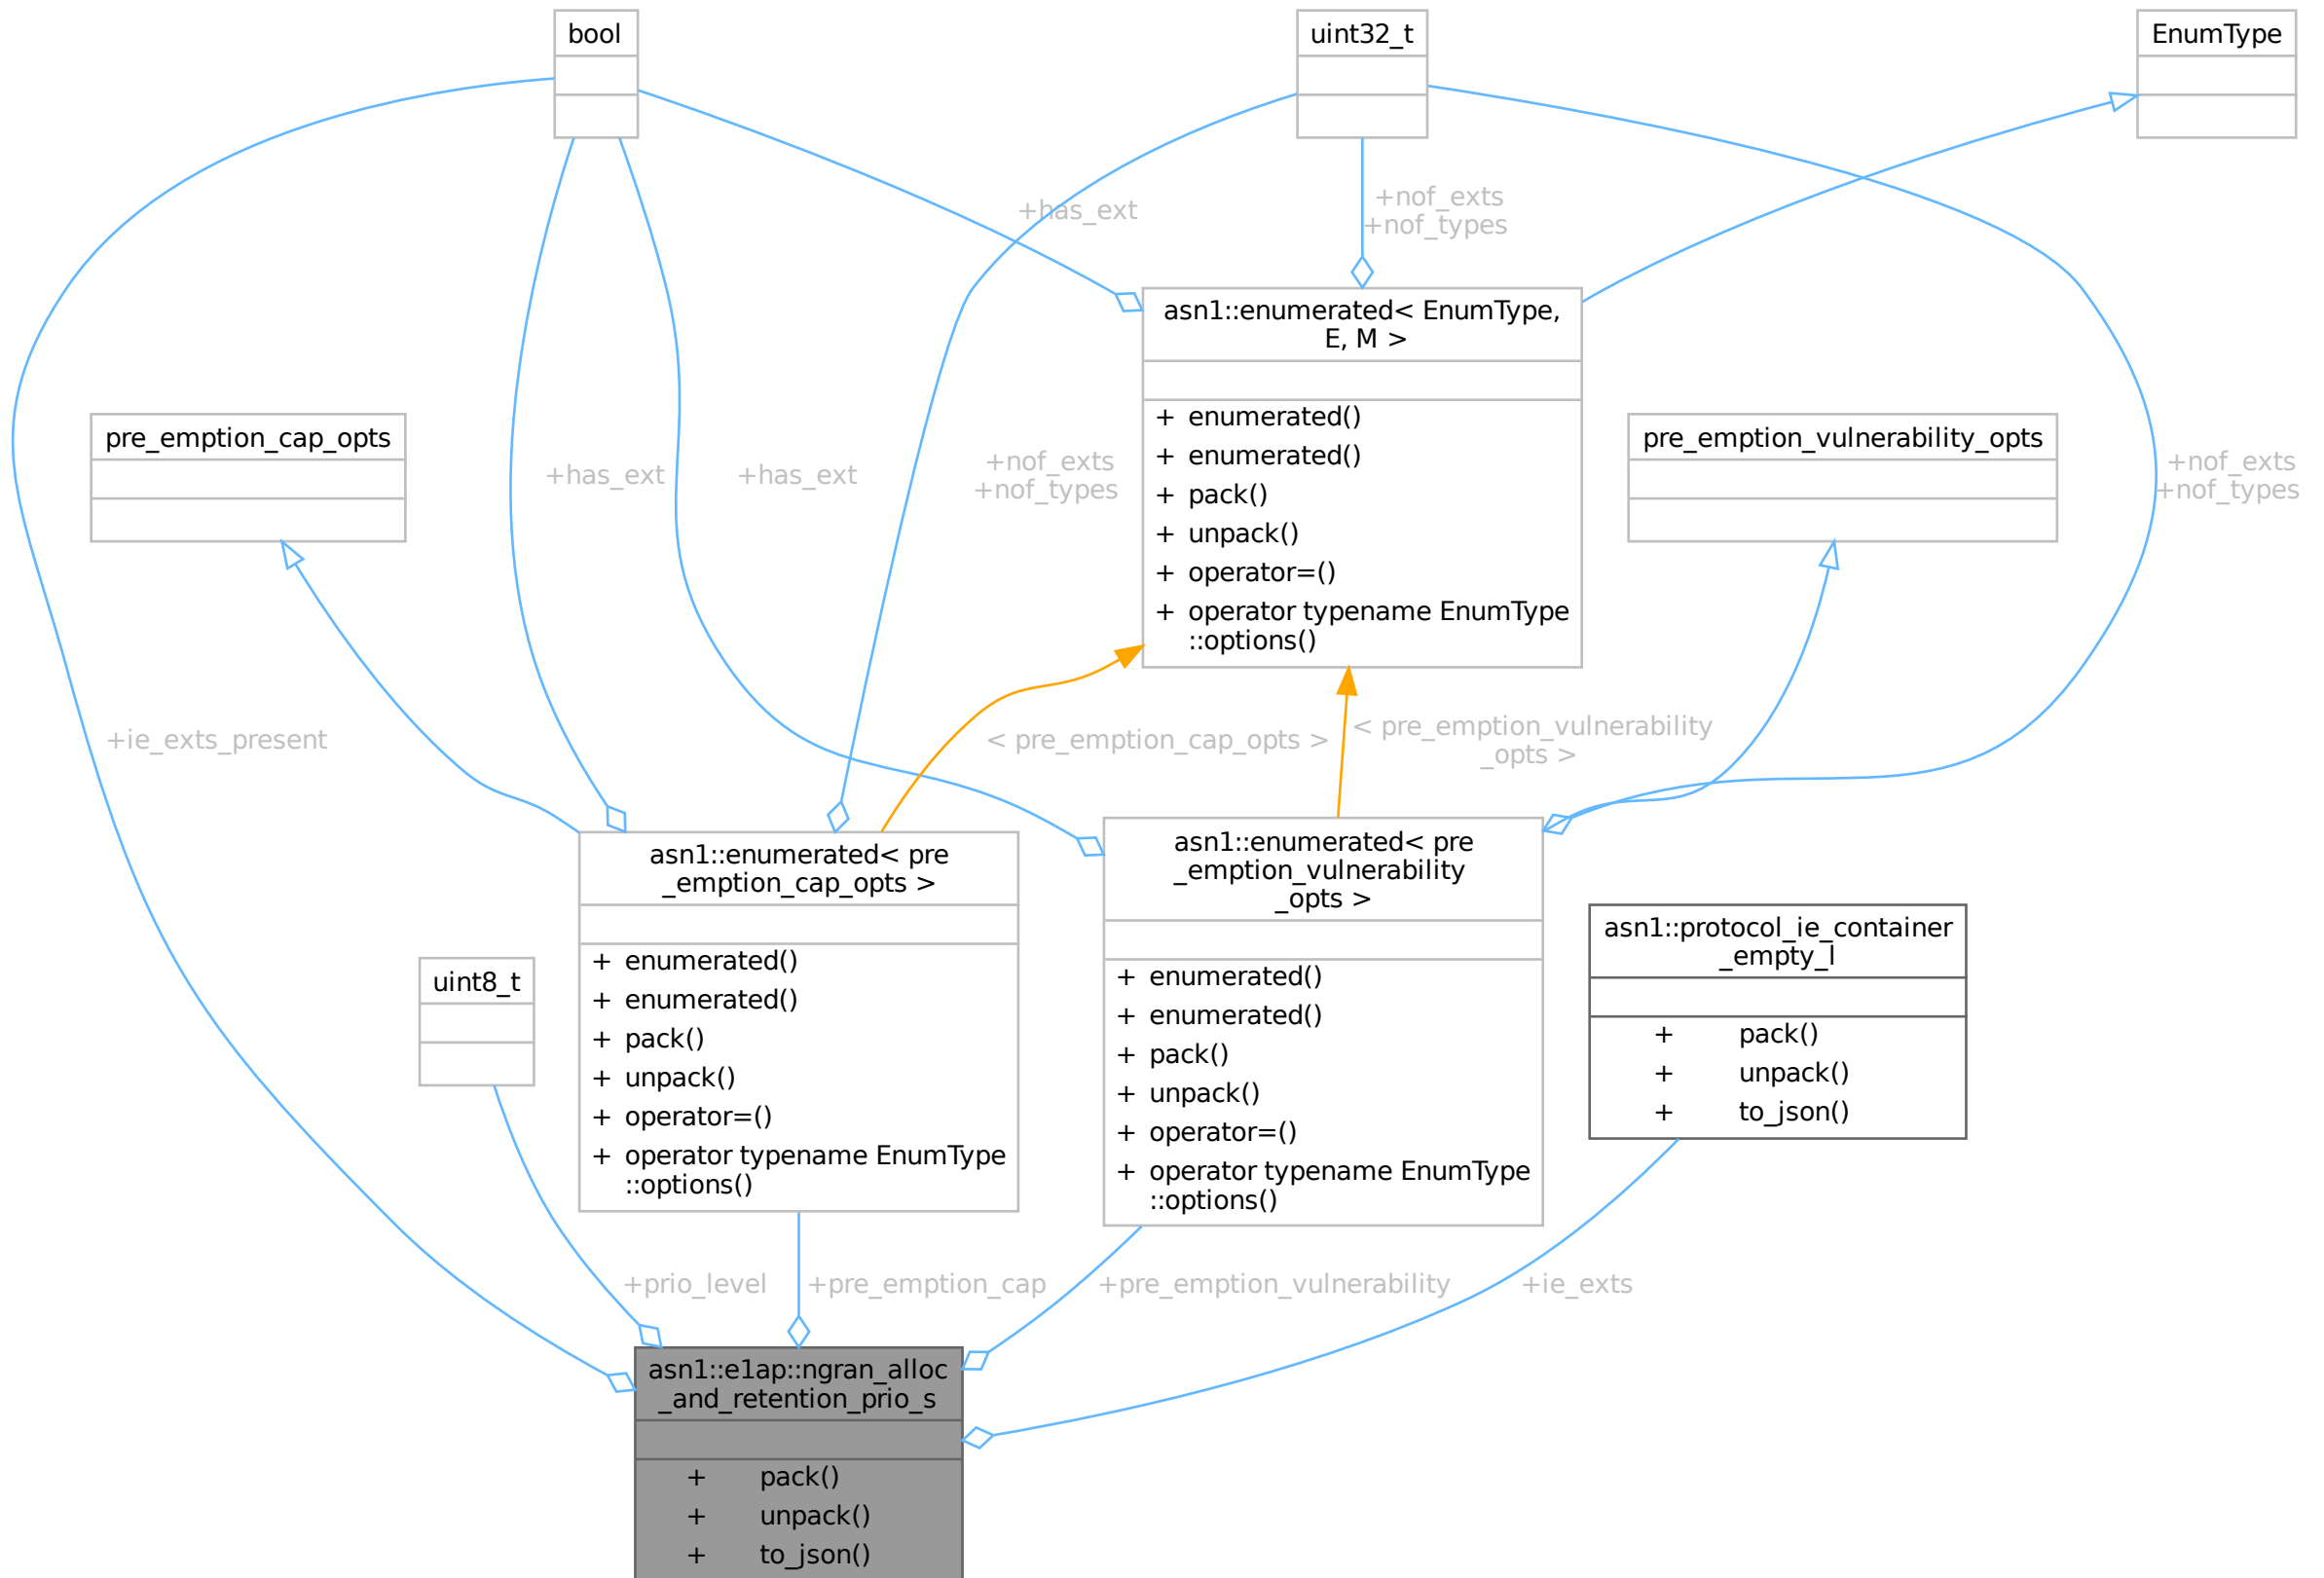 bool
uint32_t
EnumType
+has_ext
+nof_exts
+nof_types
asn1::enumerated< EnumType,
E, M >
+ enumerated()
+ enumerated()
+ pack()
+ unpack()
+ operator=()
+ operator typename EnumType
::options()
pre_emption_cap_opts
pre_emption_vulnerability_opts
+has_ext
+has_ext
+nof_exts
+nof_types
+nof_exts
+nof_types
+ie_exts_present
< pre_emption_cap_opts >
< pre_emption_vulnerability
_opts >
asn1::enumerated< pre
_emption_cap_opts >
+ enumerated()
+ enumerated()
+ pack()
+ unpack()
+ operator=()
+ operator typename EnumType
::options()
asn1::enumerated< pre
_emption_vulnerability
_opts >
+ enumerated()
+ enumerated()
+ pack()
+ unpack()
+ operator=()
+ operator typename EnumType
::options()
asn1::protocol_ie_container
_empty_l
+ pack()
+ unpack()
+ to_json()
uint8_t
+prio_level
+pre_emption_cap
+pre_emption_vulnerability
+ie_exts
asn1::e1ap::ngran_alloc
_and_retention_prio_s
+ pack()
+ unpack()
+ to_json()